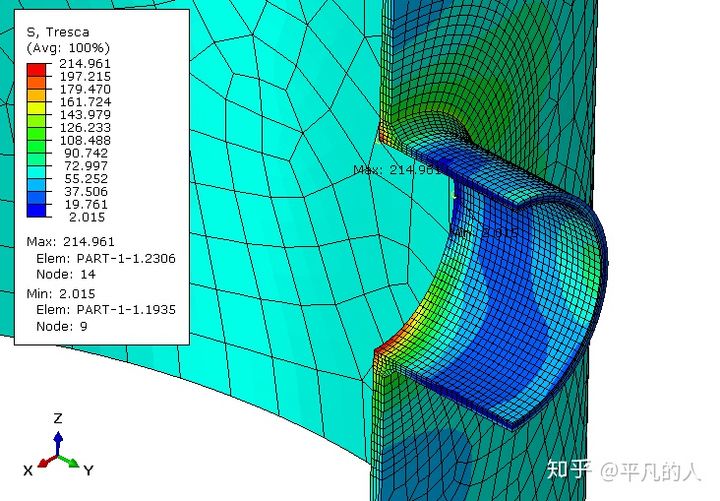 S, Tresca
(Avg: 100%)
214.961
197.215
179.470
161.724
143.979
126.233
108.488
90.742
72.997
55.252
37.506
19.761
2.015
Max: 214.961
Elem: PART-1-1.2306
Node: 14
Min: 2.015
Elem: PART-1-1.1935
Node: 9
Max: 214.961
Min: 2.015
Z
X
Y
知乎 @平凡的人